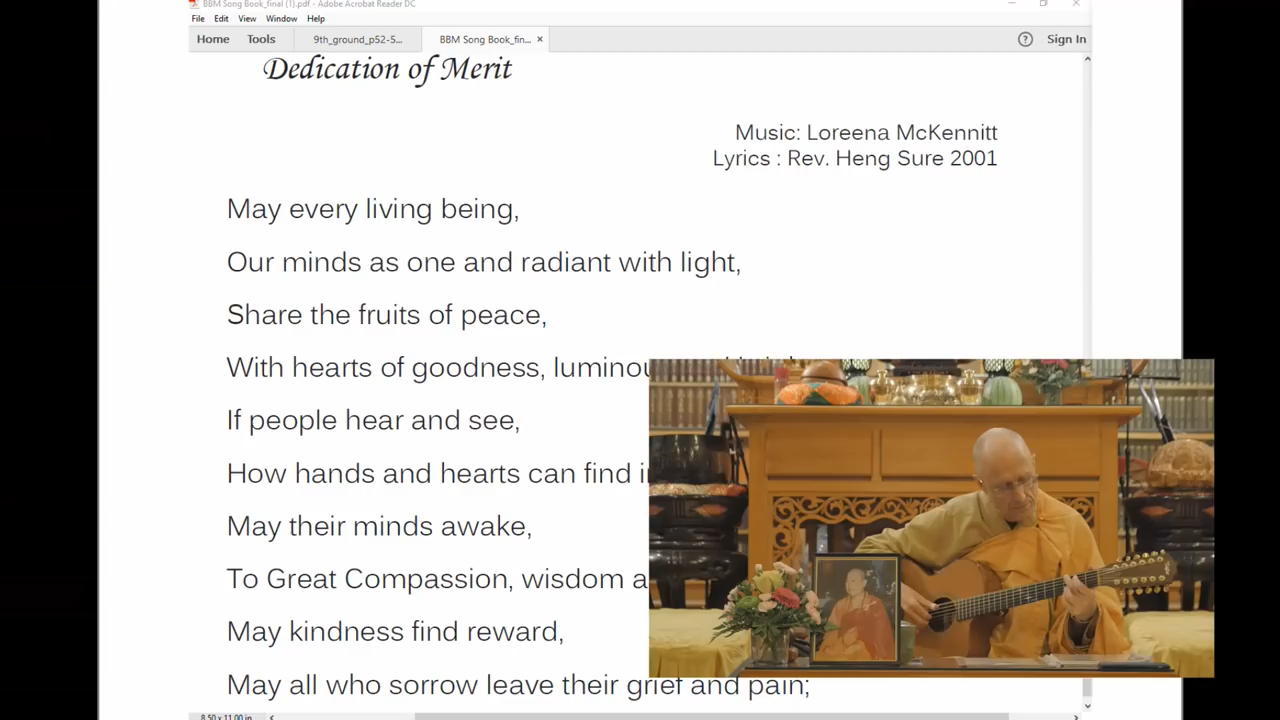 BBM Song Book_final (1).pdf - Adobe Acrobat Reader DC
File Edit View Window Help
Home Tools 9th_ground_p52-5... BBM Song Book_fin... × ? Sign In
Dedication of Merit
Music: Loreena McKennitt
Lyrics : Rev. Heng Sure 2001
May every living being,
Our minds as one and radiant with light,
Share the fruits of peace,
With hearts of goodness,
If people hear and see,
How hands and hearts can find
May their minds awake,
To Great Compassion, wisdom
May kindness find reward,
May all who sorrow leave their grief and pain;
8.50 x 11.00 in